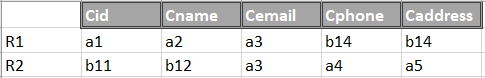 Cid Cname Cemail Cphone Caddress
R1 a1 a2 a3 b14 b14
R2 b11 b12 a3 a4 a5